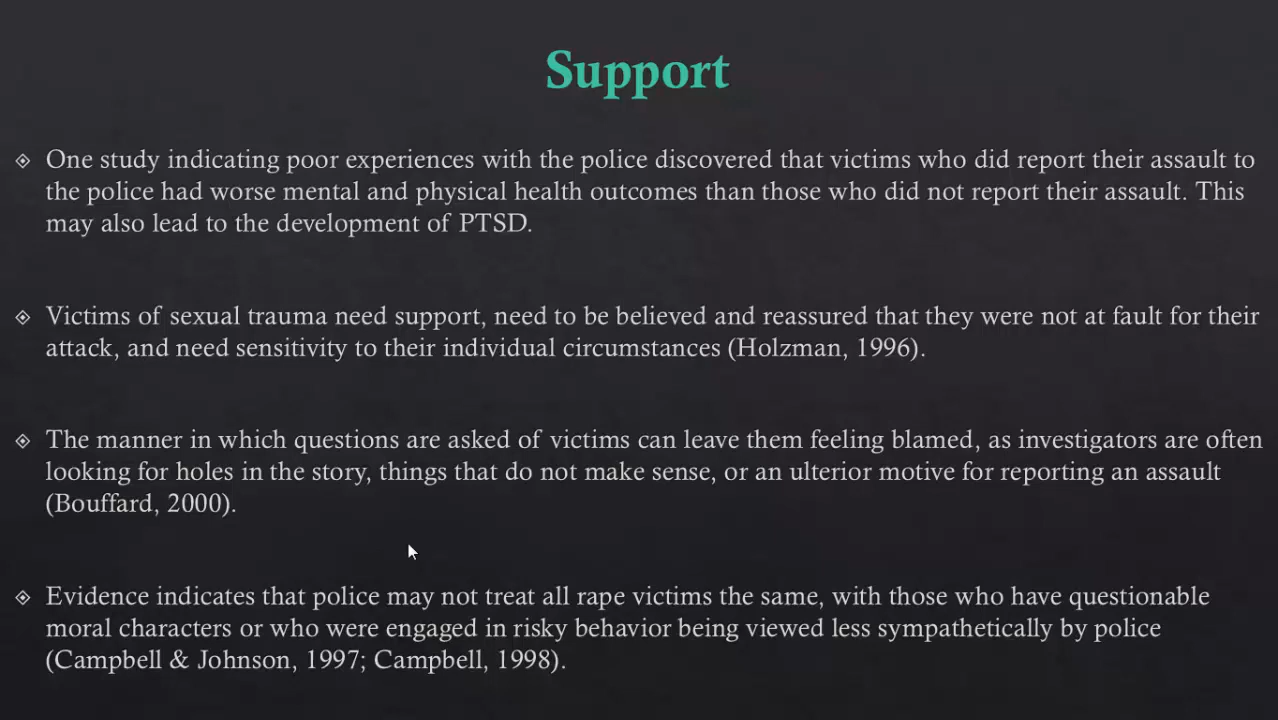 Support
One study indicating poor experiences with the police discovered that victims who did report their assault to
the police had worse mental and physical health outcomes than those who did not report their assault. This
may also lead to the development of PTSD.
Victims of sexual trauma need support, need to be believed and reassured that they were not at fault for their
attack, and need sensitivity to their individual circumstances (Holzman, 1996).
The manner in which questions are asked of victims can leave them feeling blamed, as investigators are often
looking for holes in the story, things that do not make sense, or an ulterior motive for reporting an assault
(Bouffard, 2000).
Evidence indicates that police may not treat all rape victims the same, with those who have questionable
moral characters or who were engaged in risky behavior being viewed less sympathetically by police
(Campbell & Johnson, 1997; Campbell, 1998).